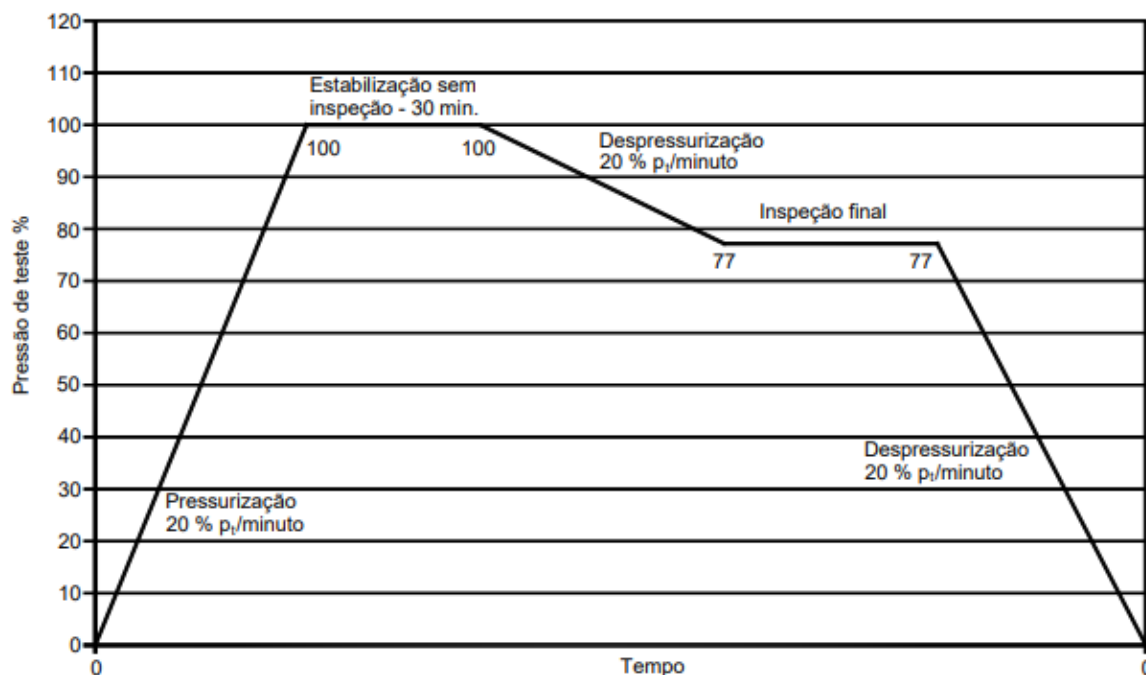 120
110
Estabilização sem
inspeção - 30 min.
100
100
100
Despressurização
20 % pt/minuto
90
Inspeção final
80
77
77
70
60
50
40
Despressurização
20 % pt/minuto
30
Pressurização
20 % pt/minuto
20
10
0
0
Tempo
0
Pressão de teste %